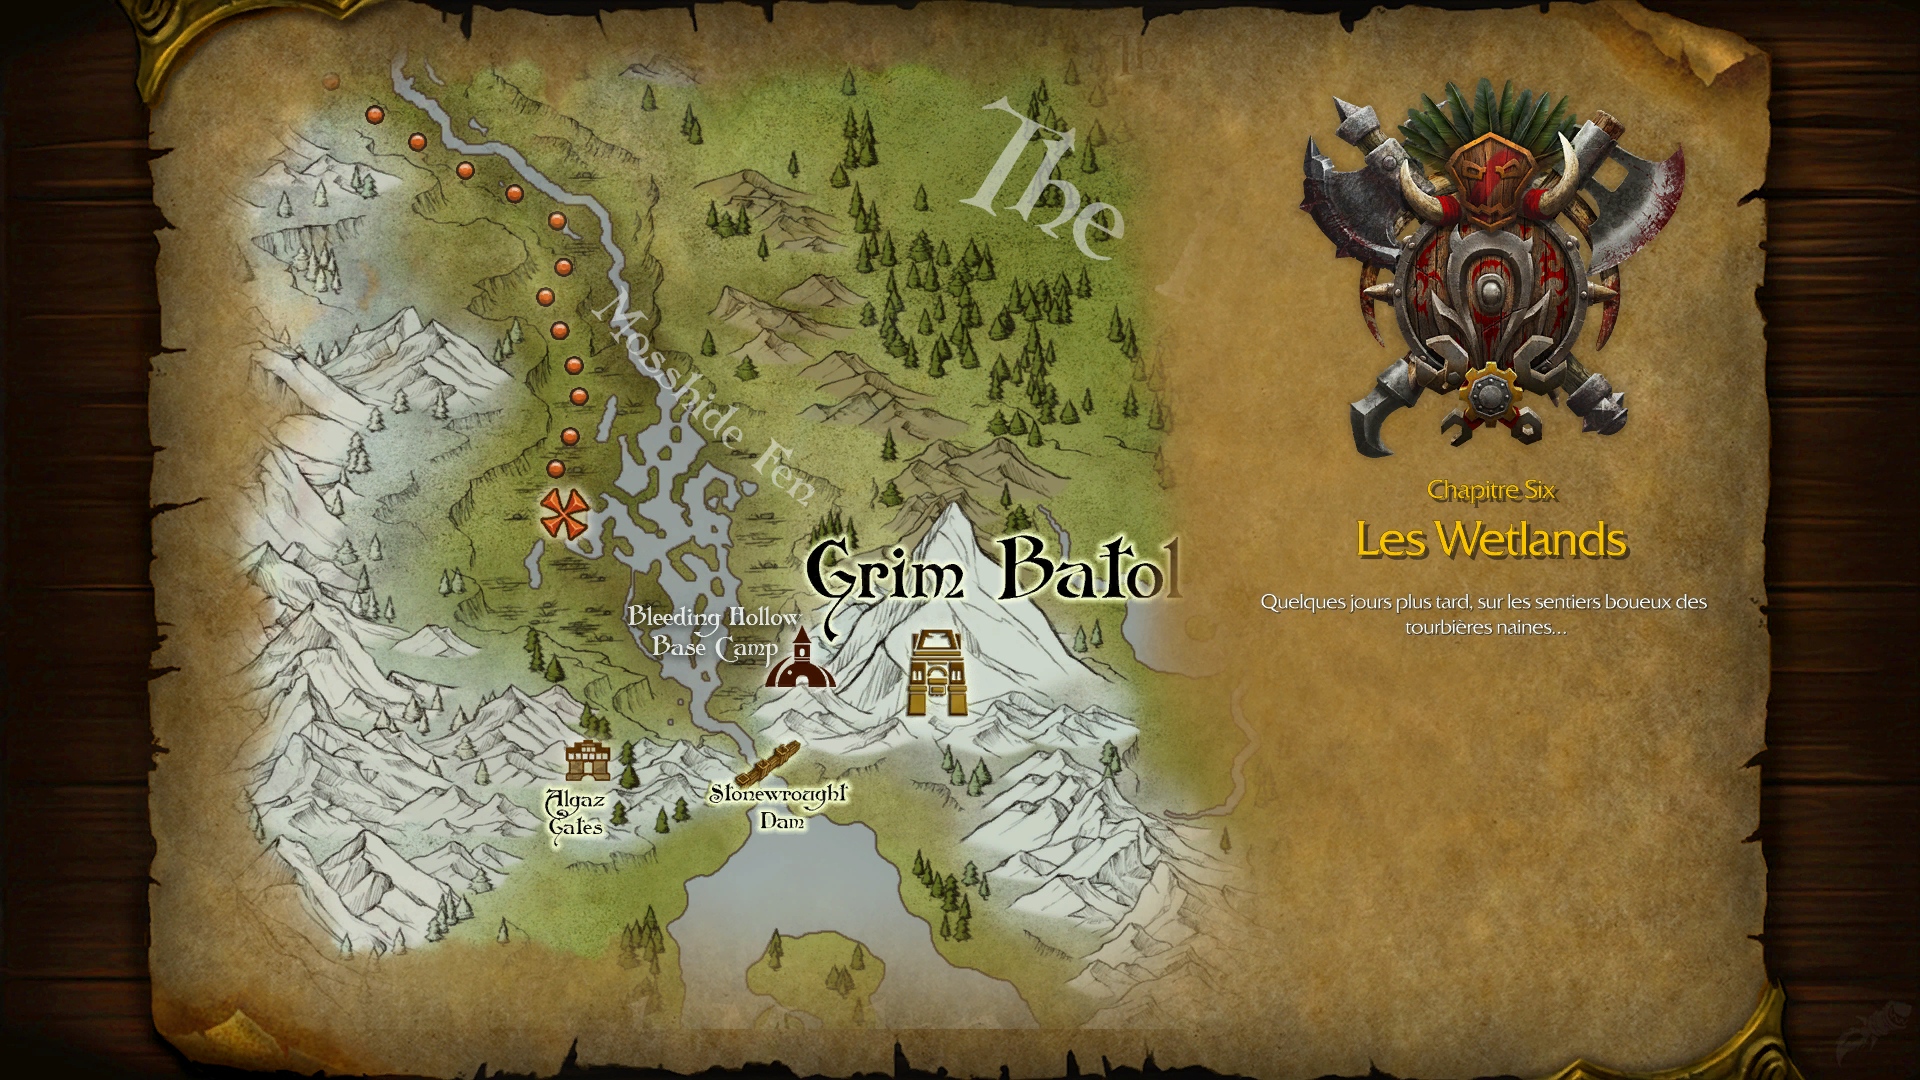 The
Mosshide Fen
Grim Batol
Bleeding Hollow
Base Camp
Algaz
Gates
Stonewrought
Dam
Chapitre Six
Les Wetlands
Quelques jours plus tard, sur les sentiers boueux des
tourbières naines...